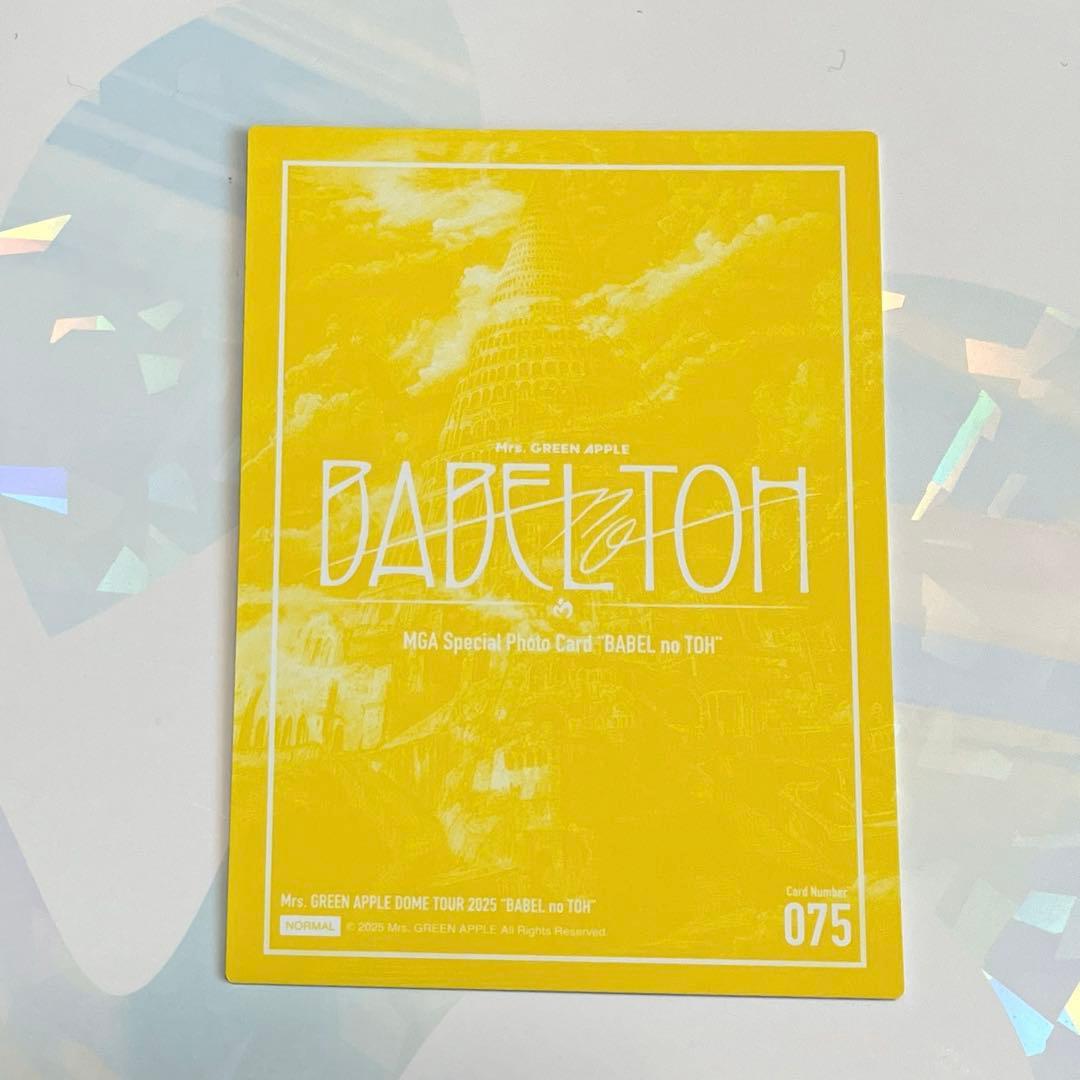 Mrs. GREEN APPLE
BABEL no TOH
MGA Special Photo Card "BABEL no TOH"
Mrs. GREEN APPLE DOME TOUR 2025 "BABEL no TOH"
NORMAL © 2025 Mrs. GREEN APPLE All Rights Reserved
Card Number
075